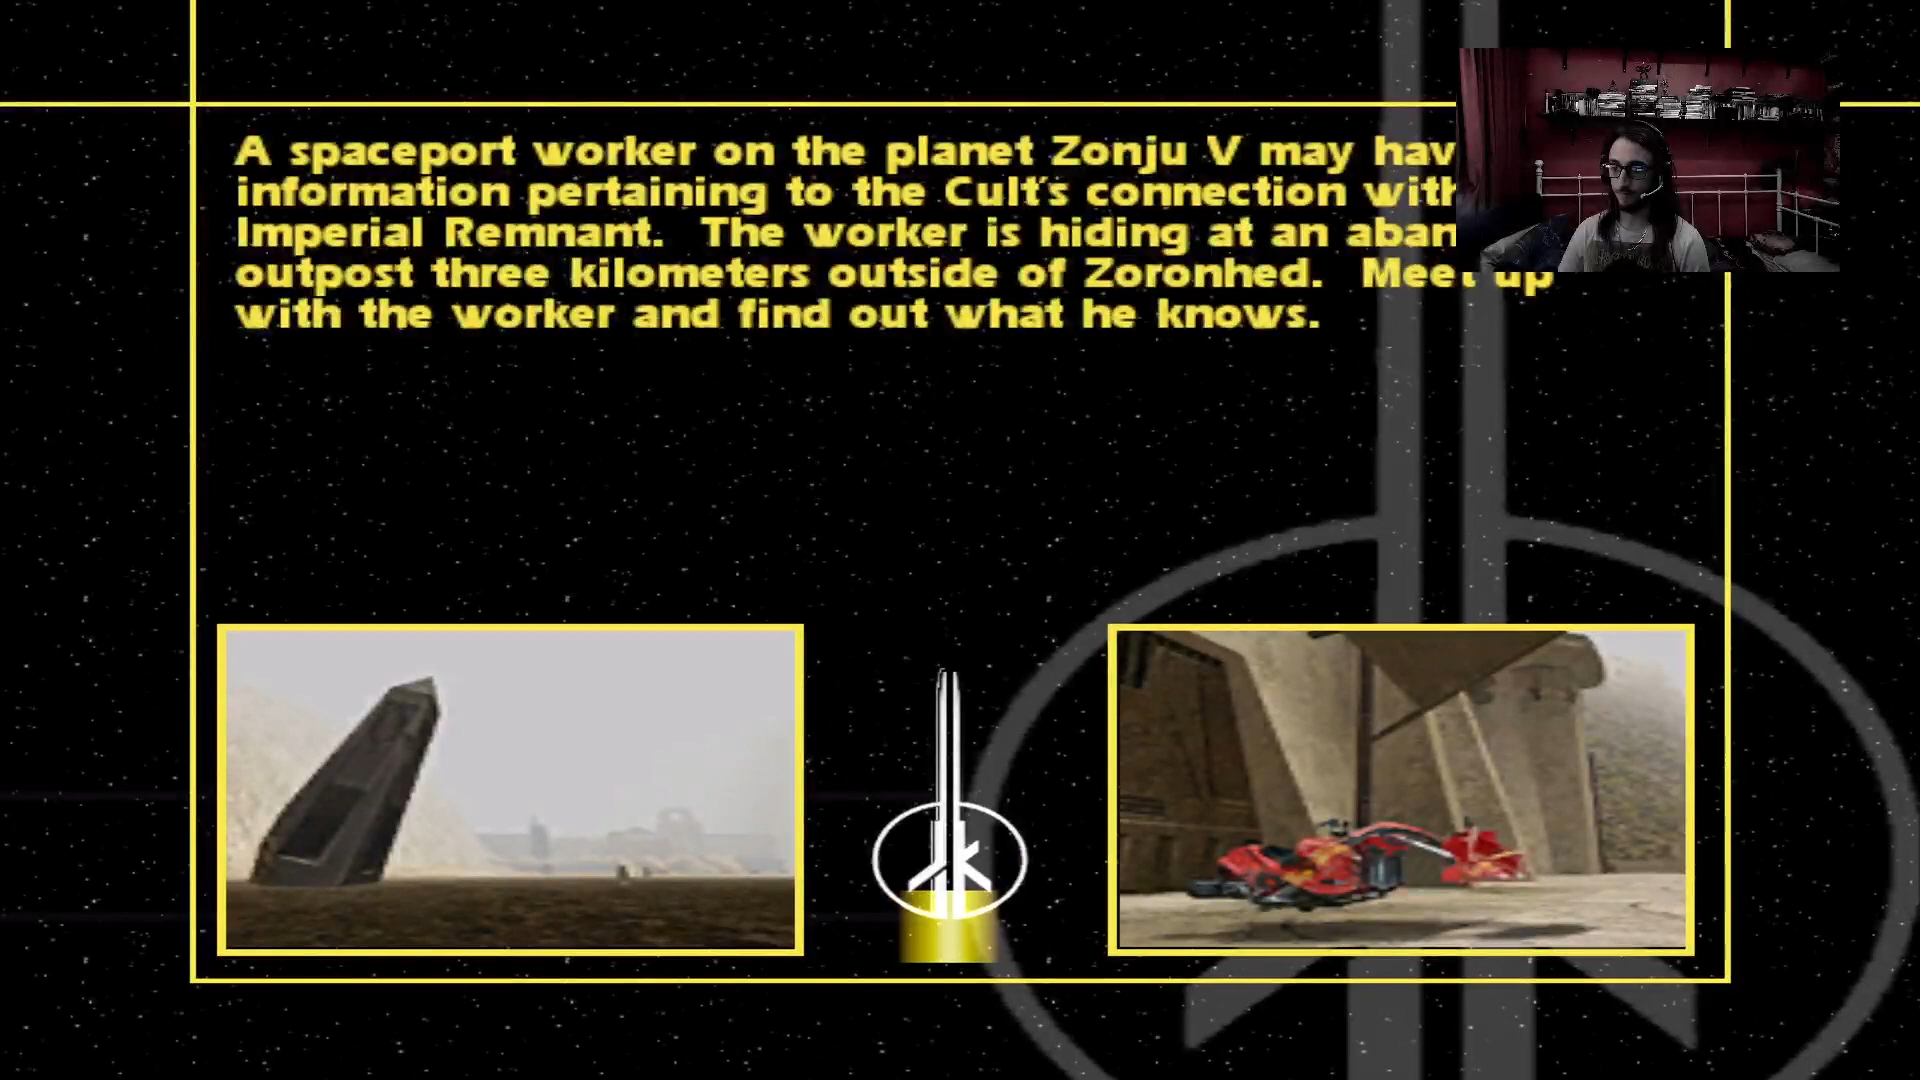 A spaceport worker on the planet Zonju V may hav
information pertaining to the Cult's connection with
Imperial Remnant. The worker is hiding at an aban
outpost three kilometers outside of Zoronhed. Meet up
with the worker and find out what he knows.